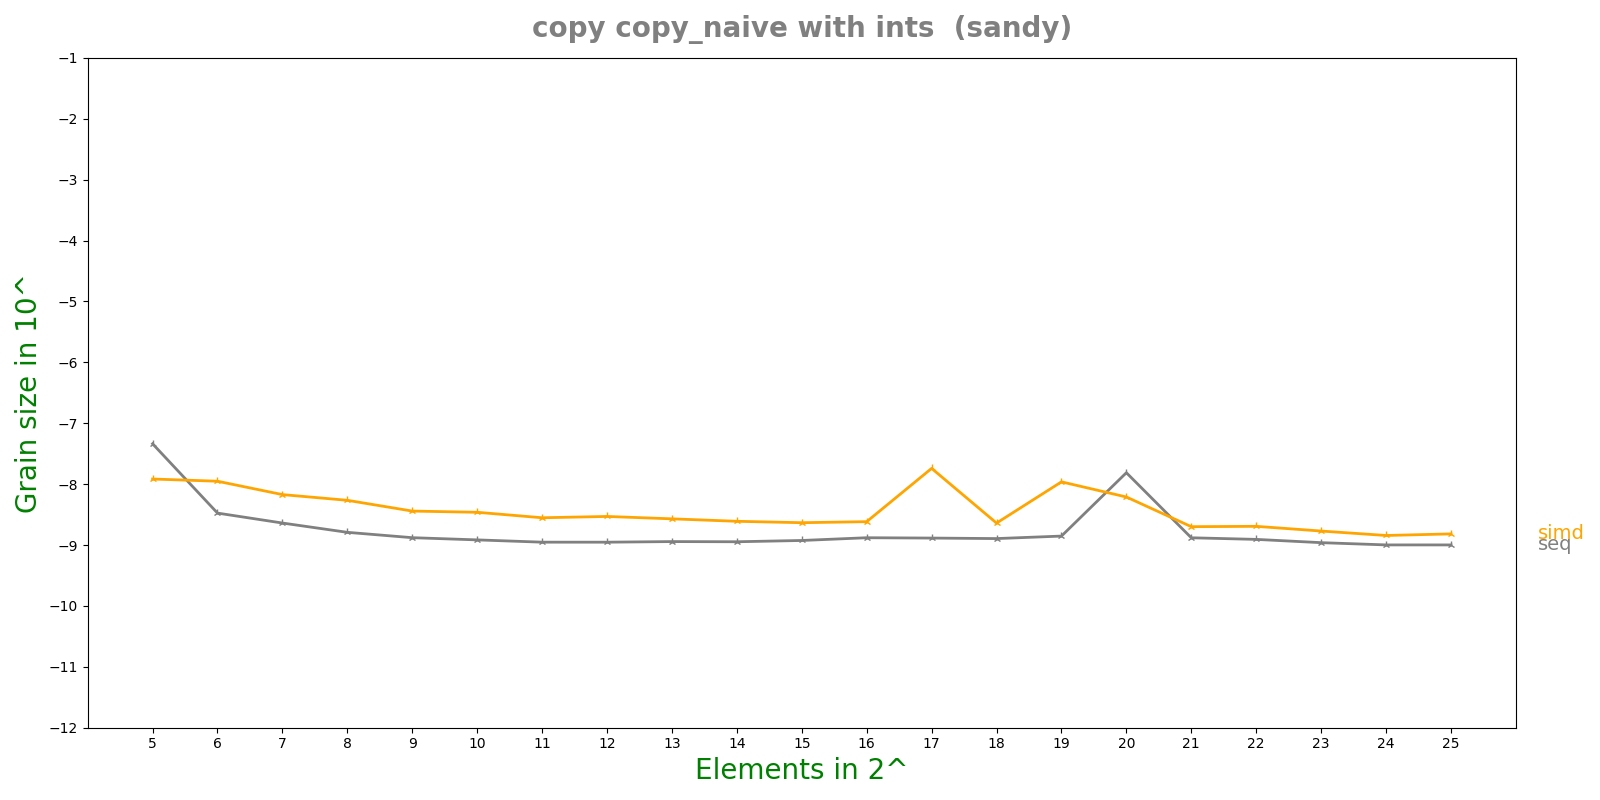 copy copy_naive with ints  (sandy)
Grain size in 10^
−1
−2
−3
−4
−5
−6
−7
−8
−9
−10
−11
−12
simd
seq
5 6 7 8 9 10 11 12 13 14 15 16 17 18 19 20 21 22 23 24 25
Elements in 2^